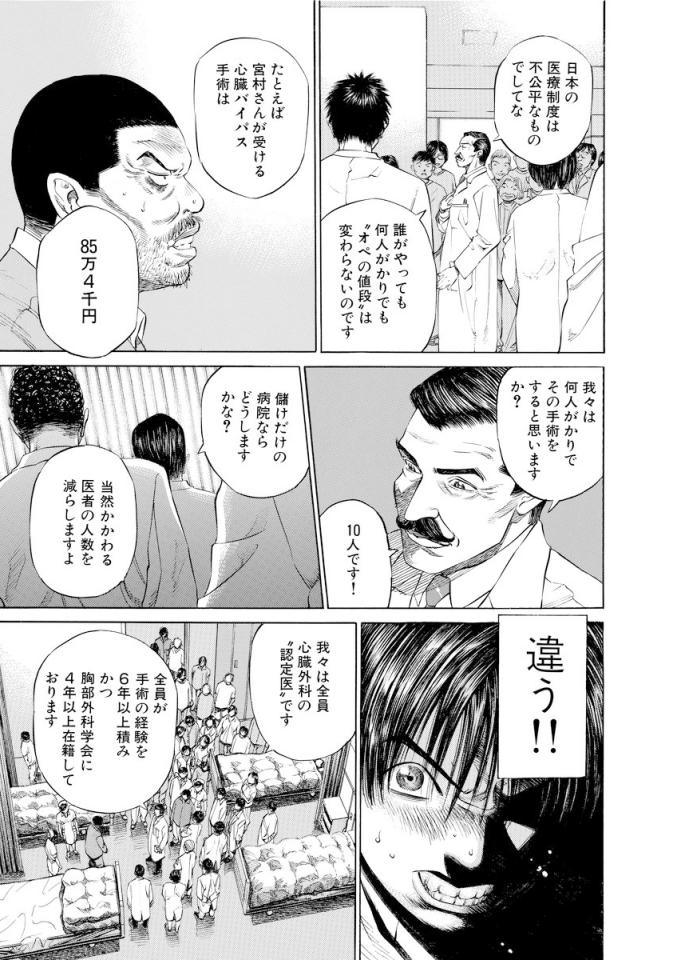 日本の
医療制度は
不公平なもの
でしてな
誰がやっても
何人がかりでも
"オペの値段"は
変わらないのです
たとえば
宮村さんが受ける
心臓バイパス
手術は
85万4千円
我々は
何人がかりで
その手術を
すると思います
か?
10人です!
儲けだけの
病院なら
どうします
かな?
当然かかわる
医者の人数を
減らしますよ
違う!!
我々は全員
心臓外科の
"認定医"です
全員が
手術の経験を
6年以上積み
かつ
胸部外科学会に
4年以上在籍して
おります